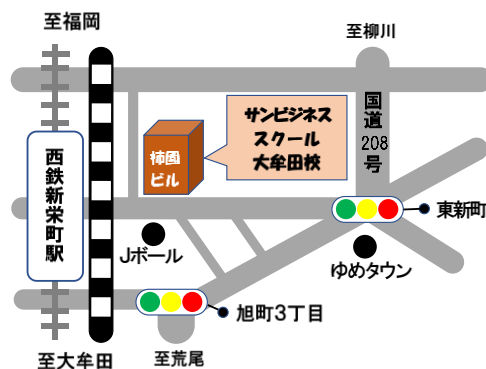 至福岡
至柳川
サンビジネス
スクール
大牟田校
国道208号
柿園
ビル
西鉄新栄町駅
東新町
Jボール
ゆめタウン
旭町3丁目
至大牟田
至荒尾